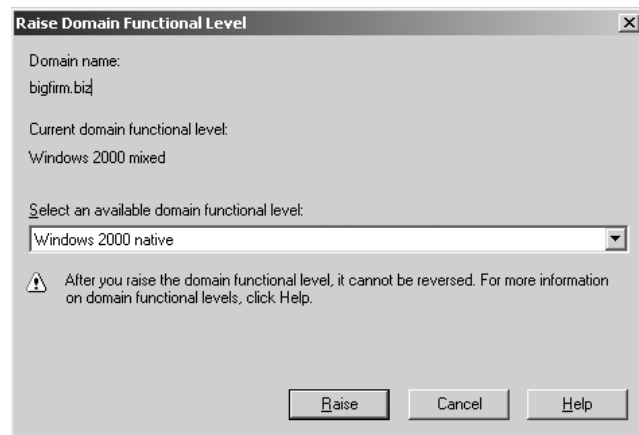 Raise Domain Functional Level
Domain name:
bigfirm.biz
Current domain functional level:
Windows 2000 mixed
Select an available domain functional level:
Windows 2000 native
After you raise the domain functional level, it cannot be reversed. For more information
on domain functional levels, click Help.
Raise Cancel Help